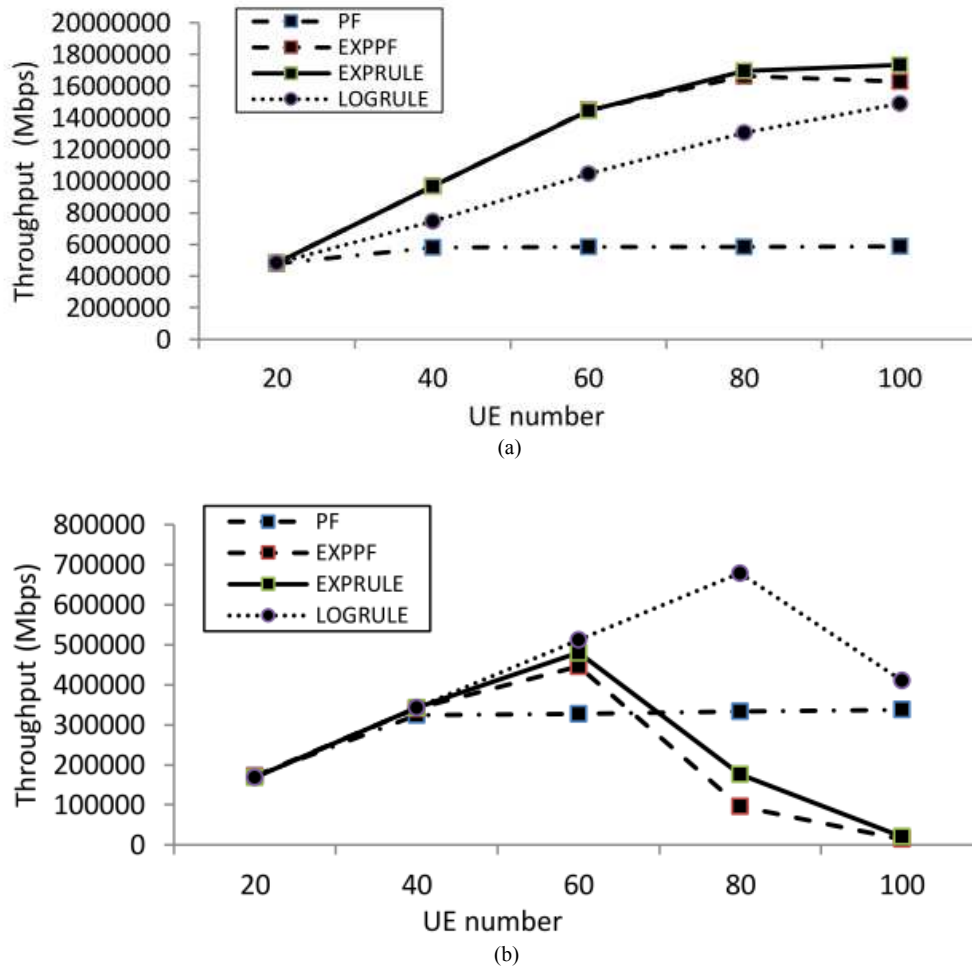 PF
EXPPF
EXPRULE
LOGRULE
20000000
18000000
16000000
14000000
12000000
10000000
8000000
6000000
4000000
2000000
0
Throughput (Mbps)
20 40 60 80 100
UE number
(a)
PF
EXPPF
EXPRULE
LOGRULE
800000
700000
600000
500000
400000
300000
200000
100000
0
Throughput (Mbps)
20 40 60 80 100
UE number
(b)